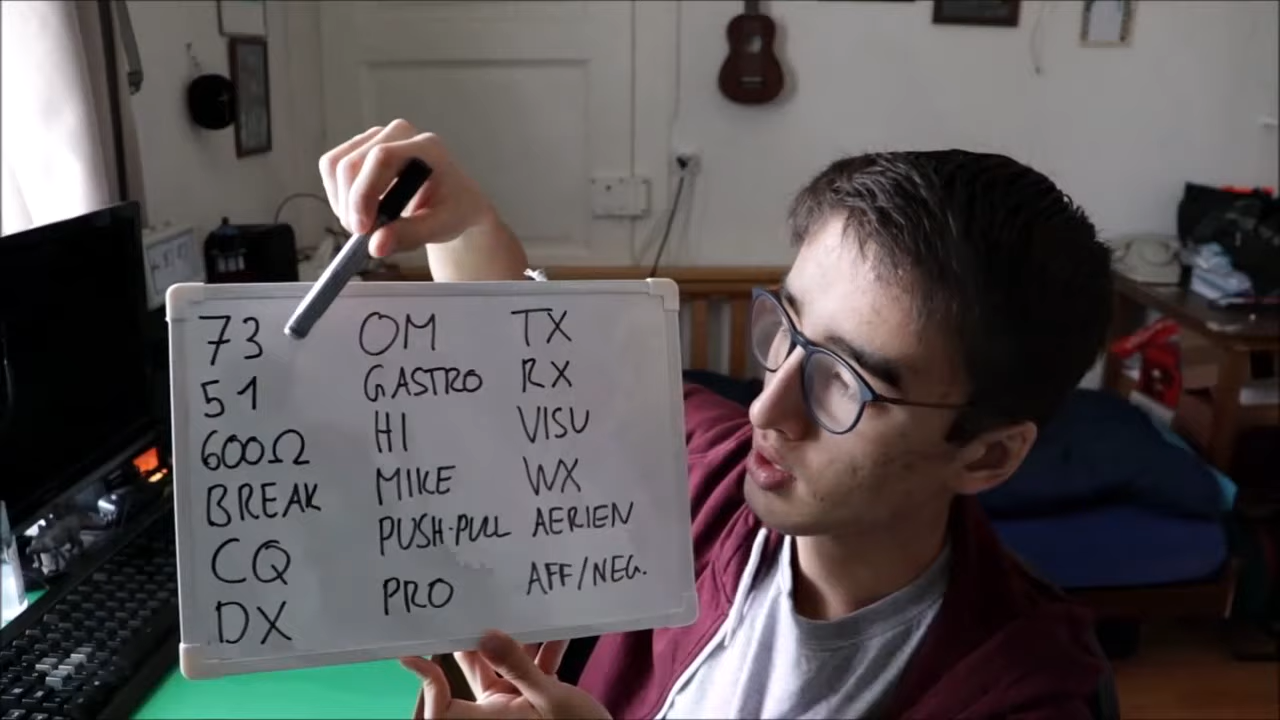 73
51
600Ω
BREAK
CQ
DX
OM
GASTRO
HI
MIKE
PUSH-PULL
PRO
TX
RX
VISU
WX
AERIEN
AFF/NEG.